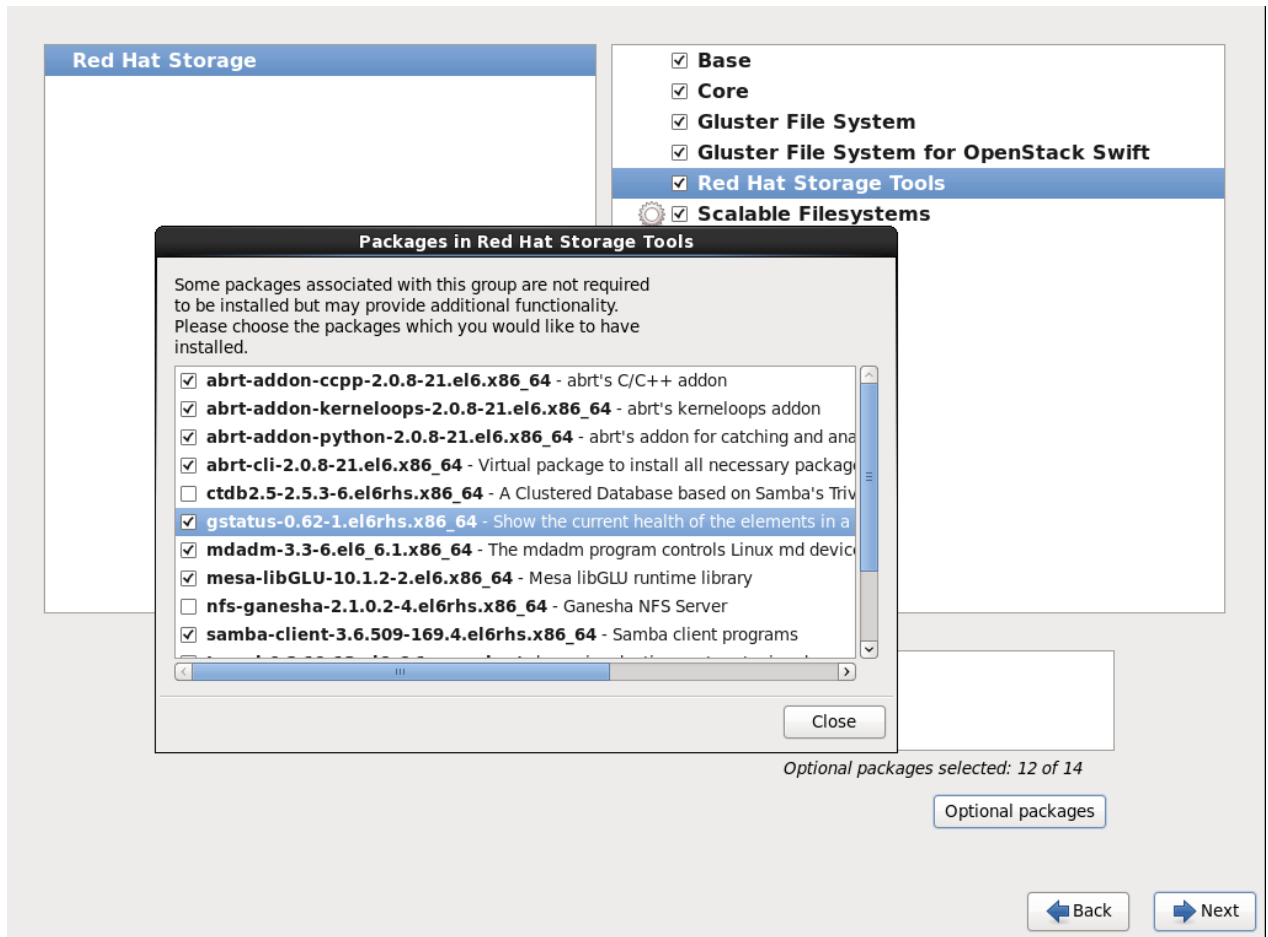 Red Hat Storage
Base
Core
Gluster File System
Gluster File System for OpenStack Swift
Red Hat Storage Tools
Scalable Filesystems
Packages in Red Hat Storage Tools
Some packages associated with this group are not required
to be installed but may provide additional functionality.
Please choose the packages which you would like to have
installed.
abrt-addon-ccpp-2.0.8-21.el6.x86_64 - abrt's C/C++ addon
abrt-addon-kerneloops-2.0.8-21.el6.x86_64 - abrt's kerneloops addon
abrt-addon-python-2.0.8-21.el6.x86_64 - abrt's addon for catching and ana
abrt-cli-2.0.8-21.el6.x86_64 - Virtual package to install all necessary packag
ctdb2.5-2.5.3-6.el6rhs.x86_64 - A Clustered Database based on Samba's Triv
gstatus-0.62-1.el6rhs.x86_64 - Show the current health of the elements in a
mdadm-3.3-6.el6_6.1.x86_64 - The mdadm program controls Linux md devic
mesa-libGLU-10.1.2-2.el6.x86_64 - Mesa libGLU runtime library
nfs-ganesha-2.1.0.2-4.el6rhs.x86_64 - Ganesha NFS Server
samba-client-3.6.509-169.4.el6rhs.x86_64 - Samba client programs
Close
Optional packages selected: 12 of 14
Optional packages
Back
Next